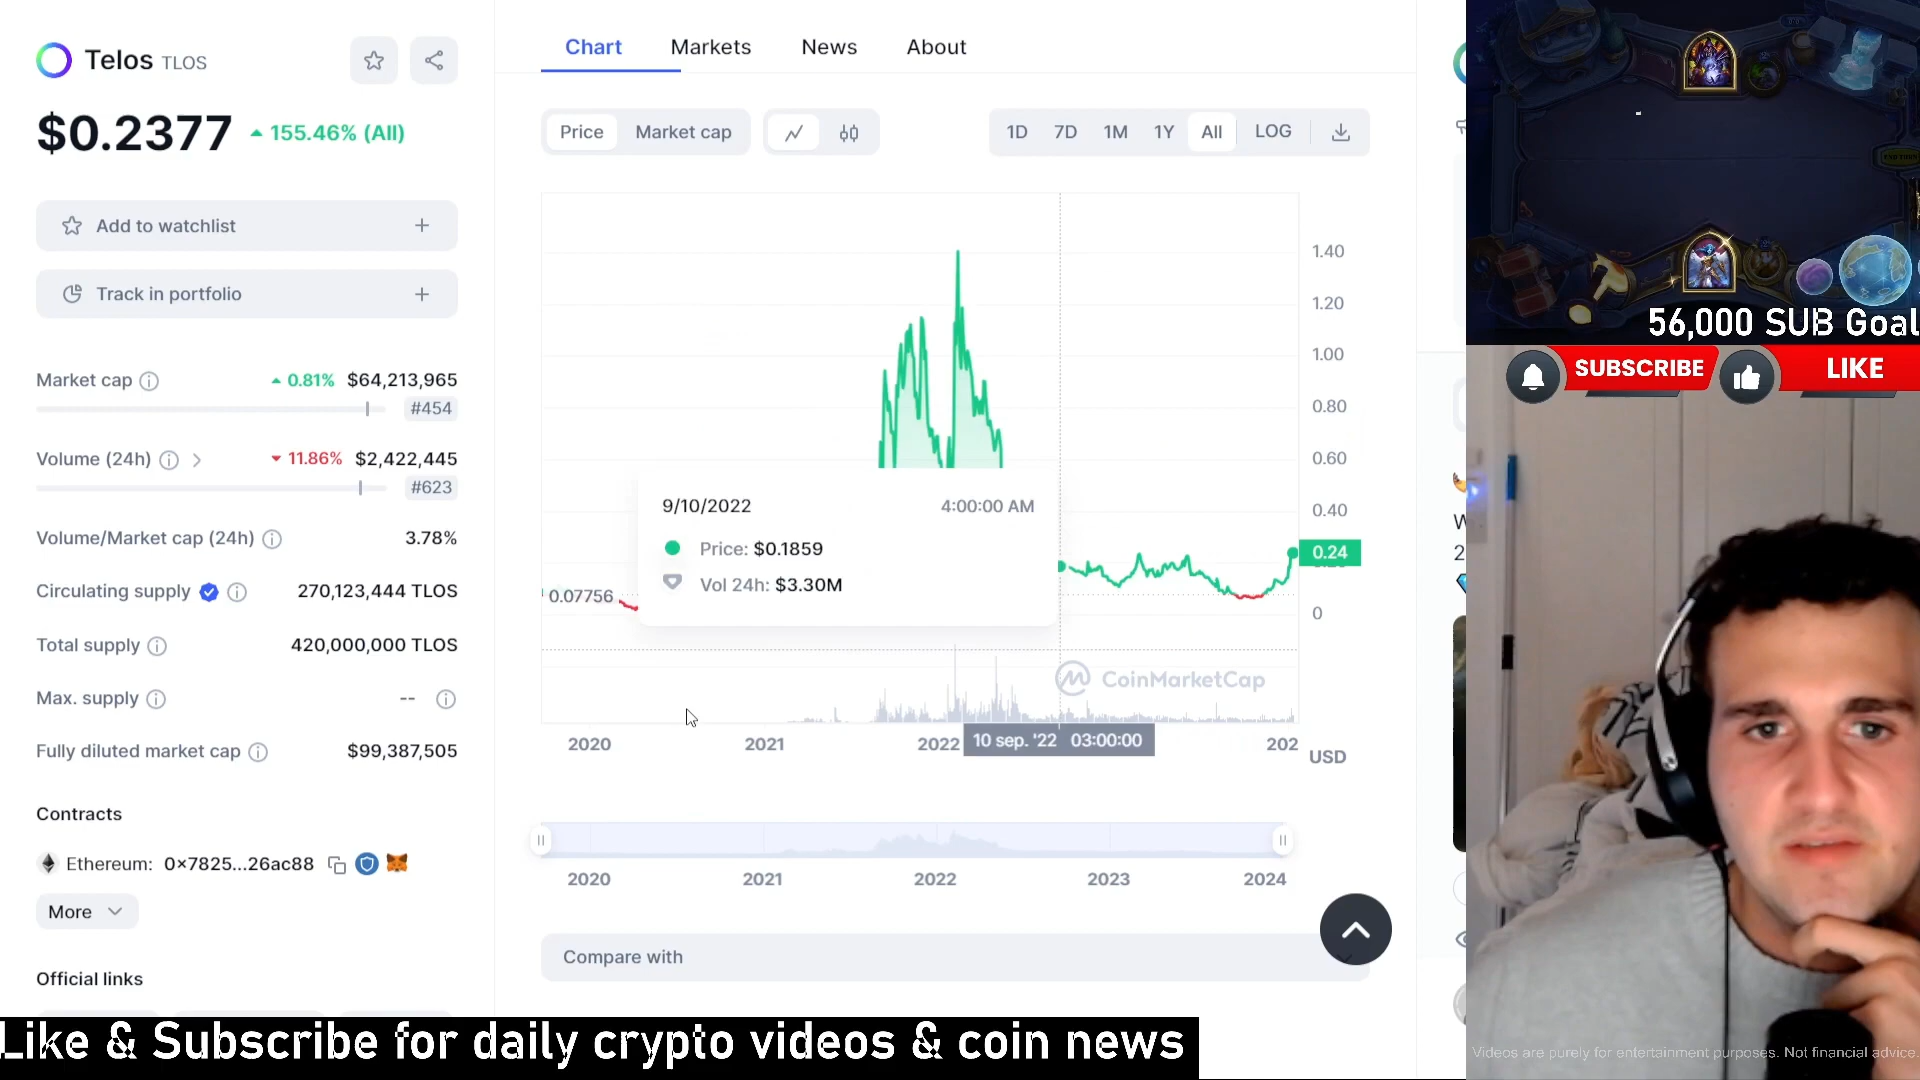 Telos TLOS
$0.2377 155.46% (All)
Add to watchlist
Track in portfolio
Market cap 0.81% $64,213,965
#454
Volume (24h) 11.86% $2,422,445
#623
Volume/Market cap (24h) 3.78%
Circulating supply 270,123,444 TLOS
Total supply 420,000,000 TLOS
Max. supply --
Fully diluted market cap $99,387,505
Contracts
Ethereum: 0x7825...26ac88
More
Official links
Chart Markets News About
Price Market cap 1D 7D 1M 1Y All LOG
1.40
1.20
1.00
0.80
0.60
0.40
0.24
0
9/10/2022 4:00:00 AM
Price: $0.1859
Vol 24h: $3.30M
0.07756
CoinMarketCap
2020 2021 2022 10 sep. '22 03:00:00 202
USD
2020 2021 2022 2023 2024
Compare with
56,000 SUB Goal
SUBSCRIBE LIKE
Like & Subscribe for daily crypto videos & coin news
Videos are purely for entertainment purposes. Not financial advice.